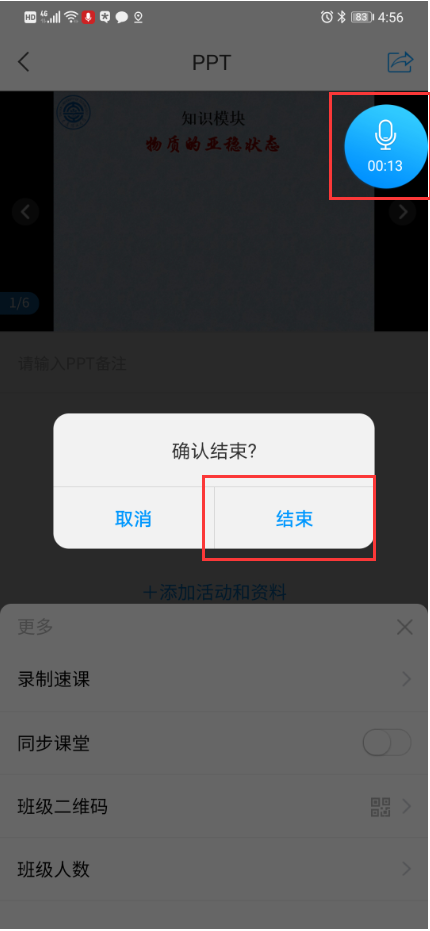 HD 4G 83 4:56
PPT
知识模块
物质的亚稳状态
00:13
1/6
请输入PPT备注
确认结束?
取消
结束
+添加活动和资料
更多
录制速课
同步课堂
班级二维码
班级人数